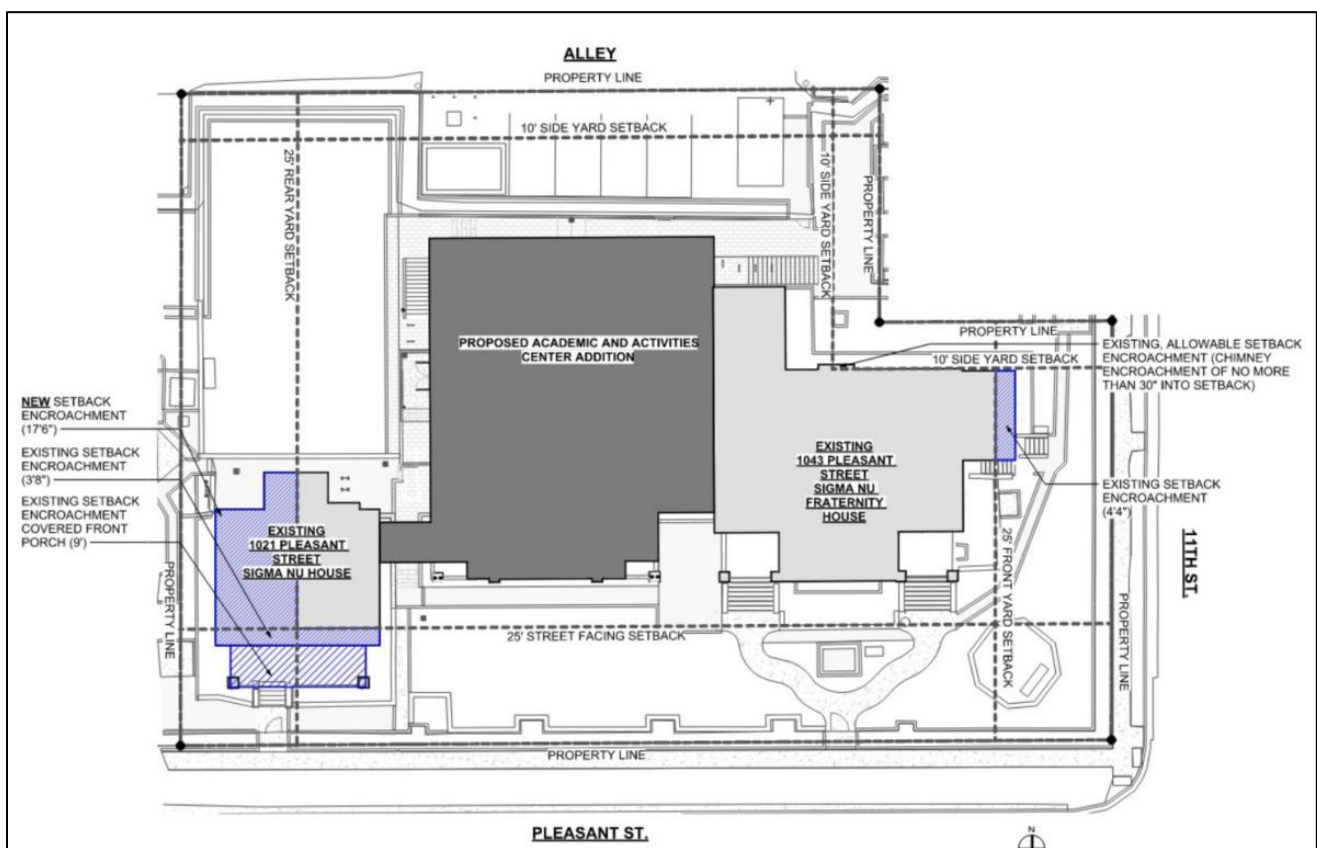 ALLEY
PROPERTY LINE
10' SIDE YARD SETBACK
25' REAR YARD SETBACK
10' SIDE YARD SETBACK
PROPERTY LINE
PROPERTY LINE
10' SIDE YARD SETBACK
EXISTING, ALLOWABLE SETBACK
ENCROACHMENT (CHIMNEY
ENCROACHMENT OF NO MORE
THAN 30" INTO SETBACK)
PROPOSED ACADEMIC AND ACTIVITIES
CENTER ADDITION
NEW SETBACK
ENCROACHMENT
(17'6")
EXISTING SETBACK
ENCROACHMENT
(3'8")
EXISTING SETBACK
ENCROACHMENT
COVERED FRONT
PORCH (9')
EXISTING
1021 PLEASANT
STREET
SIGMA NU HOUSE
EXISTING
1043 PLEASANT
STREET
SIGMA NU
FRATERNITY
HOUSE
EXISTING SETBACK
ENCROACHMENT
(4'4")
11TH ST.
PROPERTY LINE
25' STREET FACING SETBACK
25' FRONT YARD SETBACK
PROPERTY LINE
PROPERTY LINE
PLEASANT ST.
N